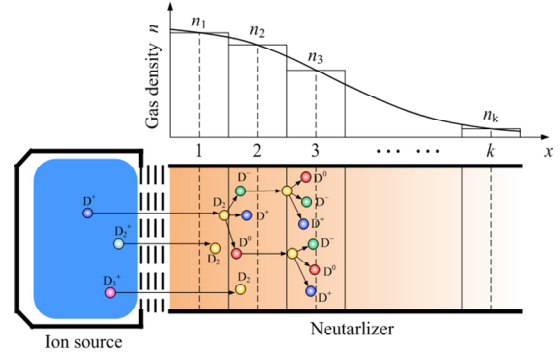 Gas density n
n₁
n₂
n₃
nₖ
1
2
3
... ...
k
x
D⁺
D₂⁺
D₃⁺
D₂
D⁻
D⁺
D⁰
D₂
D₂
D⁰
D⁻
D⁺
D⁻
D⁰
D⁺
Ion source
Neutarlizer